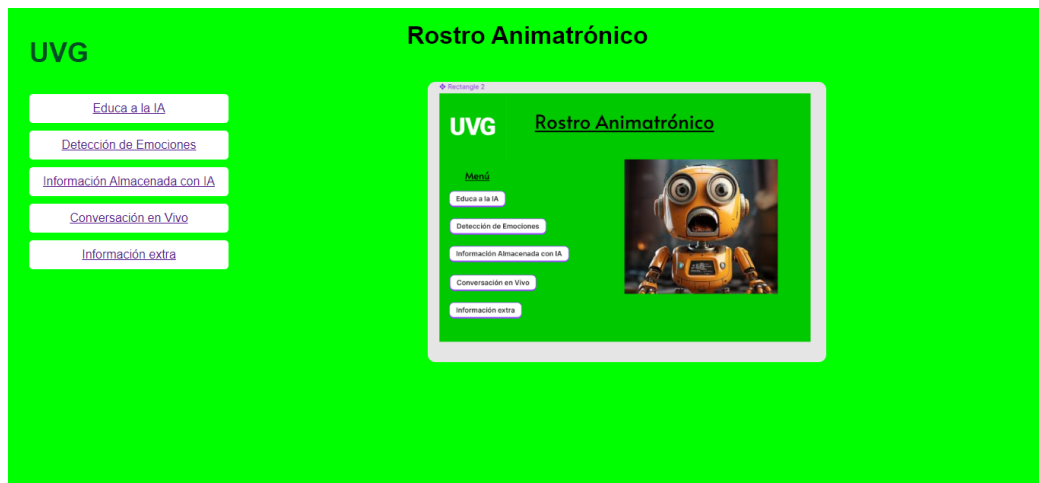 Rostro Animatrónico
UVG
Educa a la IA
Detección de Emociones
Información Almacenada con IA
Conversación en Vivo
Información extra
Rectangle 2
UVG
Rostro Animatrónico
Menú
Educa a la IA
Detección de Emociones
Información Almacenada con IA
Conversación en Vivo
Información extra